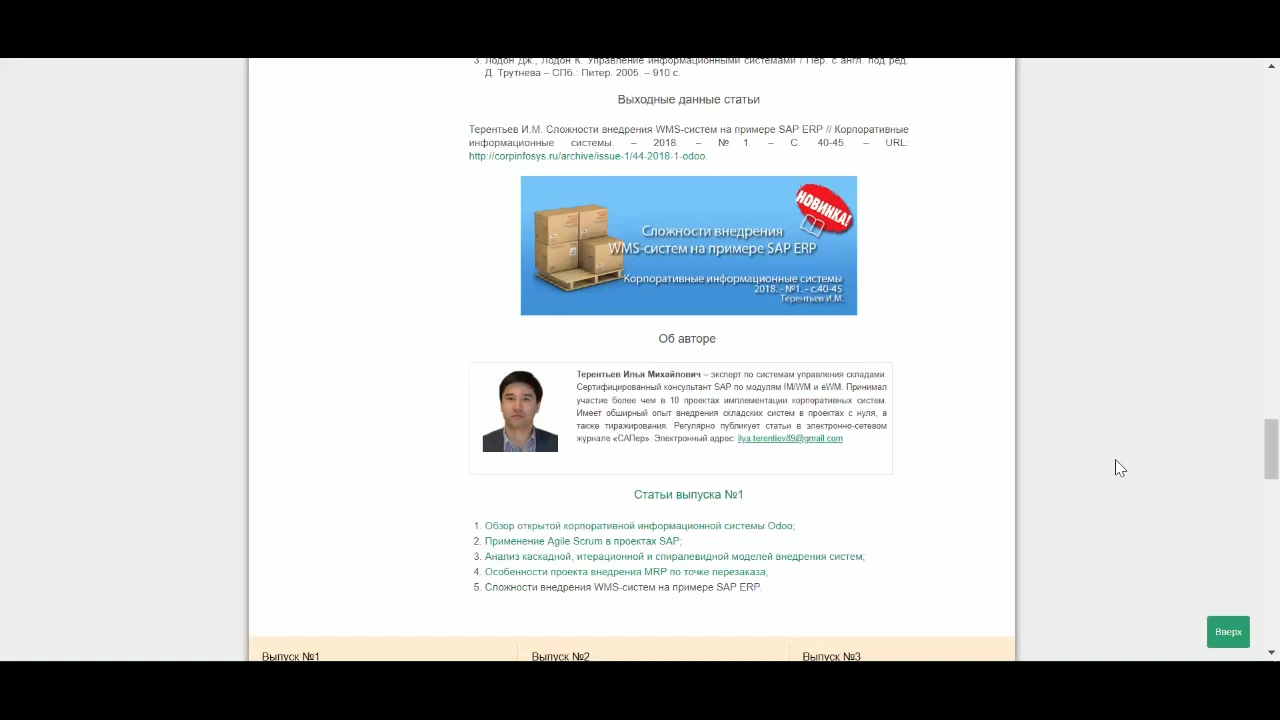 3. Лодон Дж., Лодон К. Управление информационными системами / Пер. с англ. под ред.
Д. Трутнева – СПб.: Питер. 2005. – 910 с.
Выходные данные статьи
Терентьев И.М. Сложности внедрения WMS-систем на примере SAP ERP // Корпоративные
информационные системы. – 2018. – № 1. – С. 40-45. – URL:
http://corpinfosys.ru/archive/issue-1/44-2018-1-odoo.
НОВИНКА!
Сложности внедрения
WMS-систем на примере SAP ERP
Корпоративные информационные системы
2018. - №1. - с.40-45
Терентьев И.М.
Об авторе
Терентьев Илья Михайлович – эксперт по системам управления складами.
Сертифицированный консультант SAP по модулям IM/WM и eWM. Принимал
участие более чем в 10 проектах имплементации корпоративных систем.
Имеет обширный опыт внедрения складских систем в проектах с нуля, а
также тиражирования. Регулярно публикует статьи в электронно-сетевом
журнале «САПер». Электронный адрес: ilya.terentiev89@gmail.com
Статьи выпуска №1
1. Обзор открытой корпоративной информационной системы Odoo;
2. Применение Agile Scrum в проектах SAP;
3. Анализ каскадной, итерационной и спиралевидной моделей внедрения систем;
4. Особенности проекта внедрения MRP по точке перезаказа;
5. Сложности внедрения WMS-систем на примере SAP ERP.
Вверх
Выпуск №1
Выпуск №2
Выпуск №3